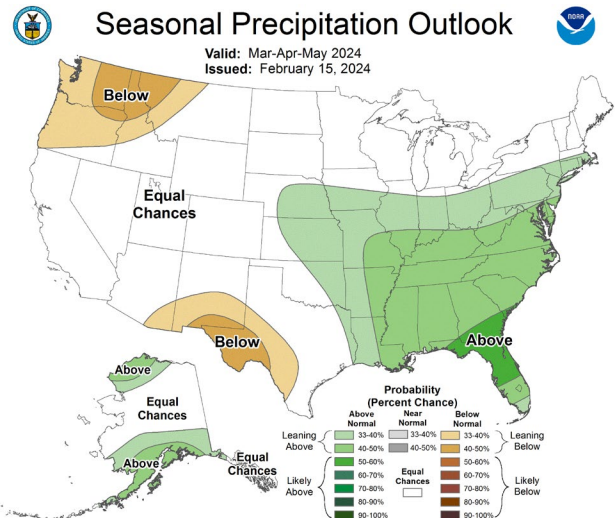 Seasonal Precipitation Outlook
NOAA
Valid: Mar-Apr-May 2024
Issued: February 15, 2024
Below
Equal
Chances
Below
Above
Above
Equal
Chances
Above
Equal
Chances
Probability
(Percent Chance)
Above
Normal
Near
Normal
Below
Normal
Leaning
Above
33-40%
40-50%
33-40%
40-50%
33-40%
40-50%
Leaning
Below
Likely
Above
50-60%
60-70%
70-80%
80-90%
90-100%
Equal
Chances
50-60%
60-70%
70-80%
80-90%
90-100%
Likely
Below